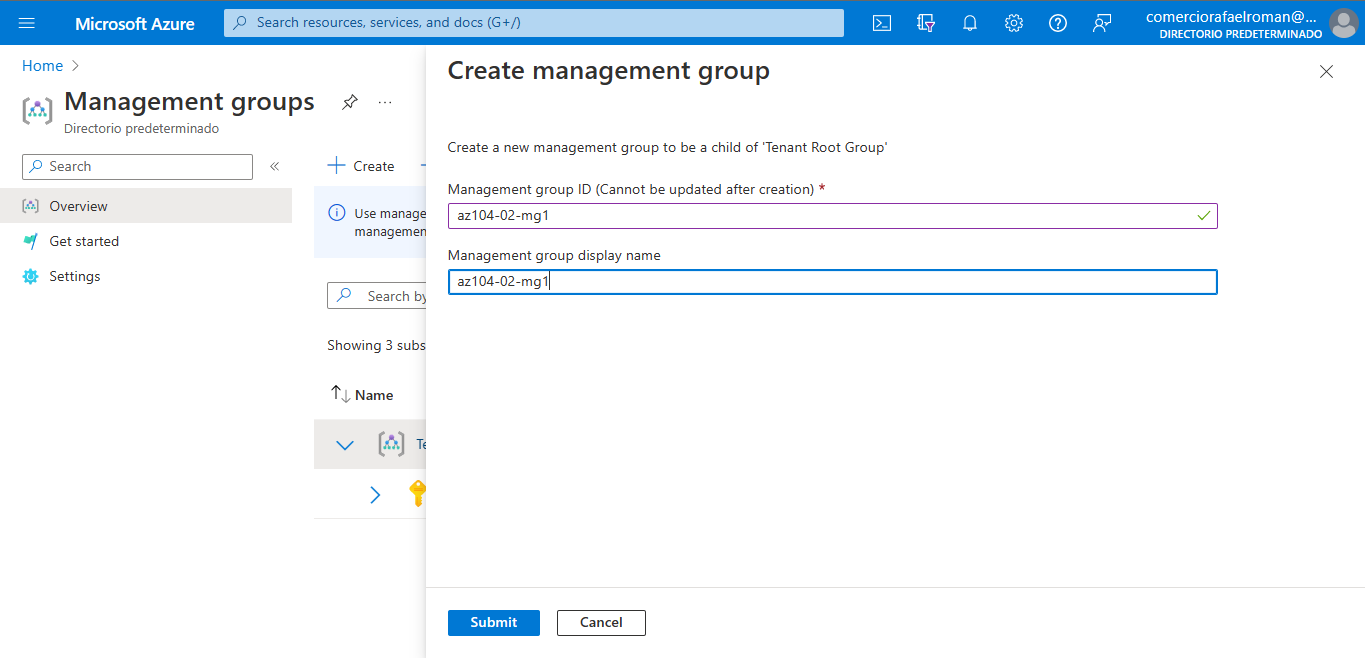 Microsoft Azure
Search resources, services, and docs (G+/)
comerciorafaelroman@...
DIRECTORIO PREDETERMINADO
Home
Management groups
...
Directorio predeterminado
Search
«
Create
Overview
Get started
Settings
Use manage
managemen
Search by
Showing 3 subs
Name
Te
Create management group
Create a new management group to be a child of 'Tenant Root Group'
Management group ID (Cannot be updated after creation) *
az104-02-mg1
Management group display name
az104-02-mg1
Submit
Cancel